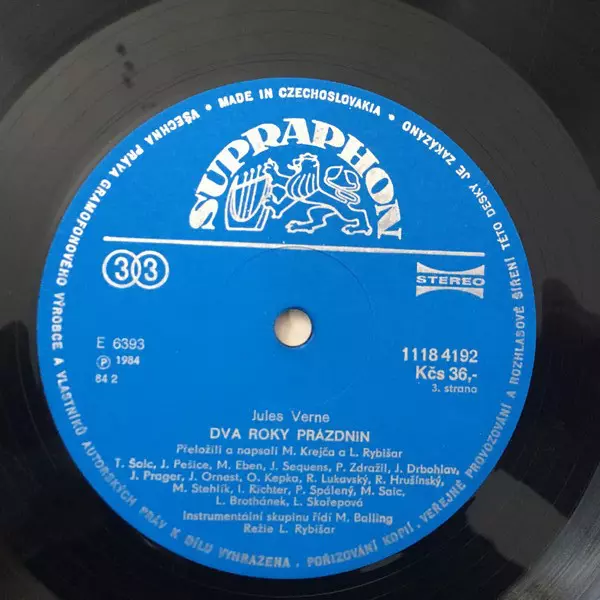 VŠECHNA PRÁVA GRAMOFONOVÉHO VÝROBCE A VLASTNÍKŮ AUTORSKÝCH PRÁV K DÍLU VYHRAZENA. POŘIZOVÁNÍ KOPIÍ, VEŘEJNÉ PROVOZOVÁNÍ A ROZHLASOVÉ ŠÍŘENÍ TÉTO DESKY JE ZAKÁZÁNO
• MADE IN CZECHOSLOVAKIA •
SUPRAPHON
33
STEREO
E 6393
Ⓟ 1984
84 2
1118 4192
Kčs 36,-
3. strana
Jules Verne
DVA ROKY PRÁZDNIN
Přeložili a napsali M. Krejča a L. Rybišar
T. Šalc, J. Pešice, M. Eben, J. Sequens, P. Zdražil, J. Drbohlav,
J. Prager, J. Ornast, O. Kepka, R. Lukavský, R. Hrušínský,
M. Stehlík, I. Richter, P. Spálený, M. Saic,
L. Brothánek, L. Skořepová
Instrumentální skupinu řídí M. Balling
Režie L. Rybišar